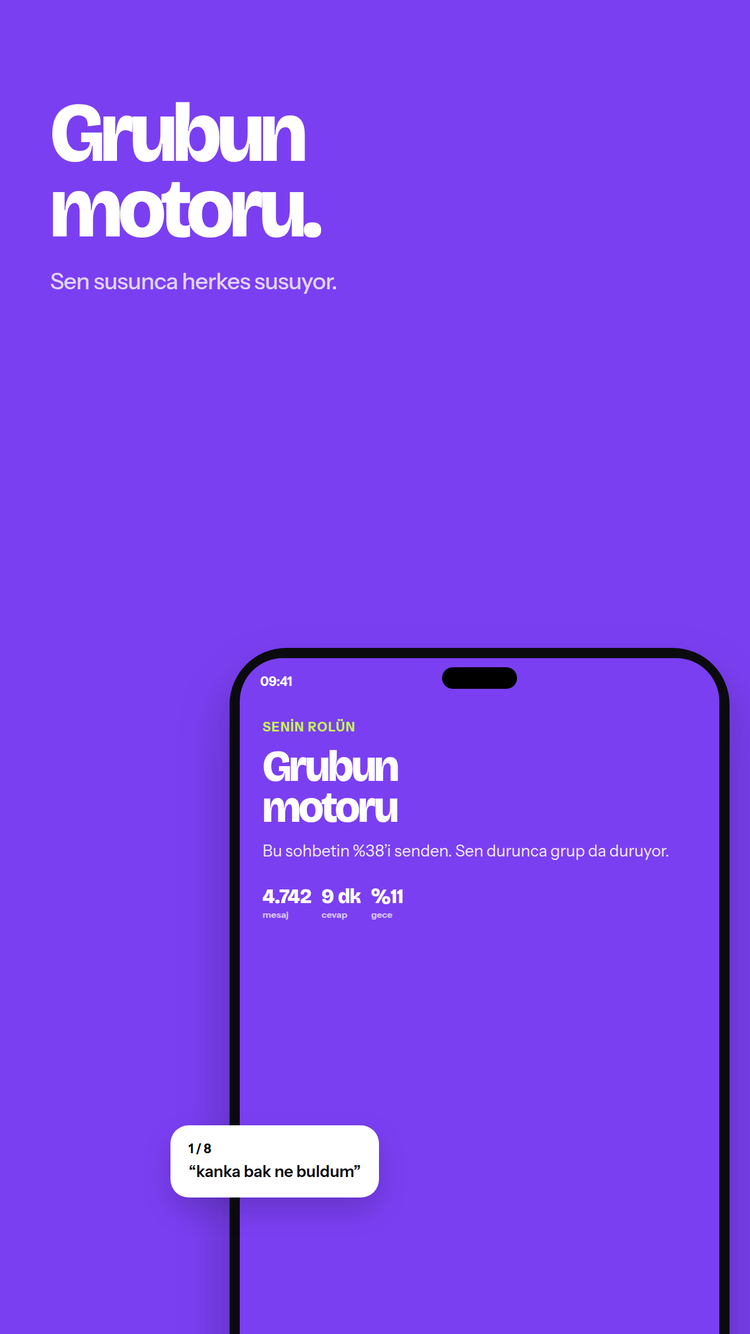 Grubun
motoru.
Sen susunca herkes susuyor.
09:41
SENİN ROLÜN
Grubun
motoru
Bu sohbetin %38’i senden. Sen durunca grup da duruyor.
4.742 9 dk %11
mesaj cevap gece
1 / 8
“kanka bak ne buldum”